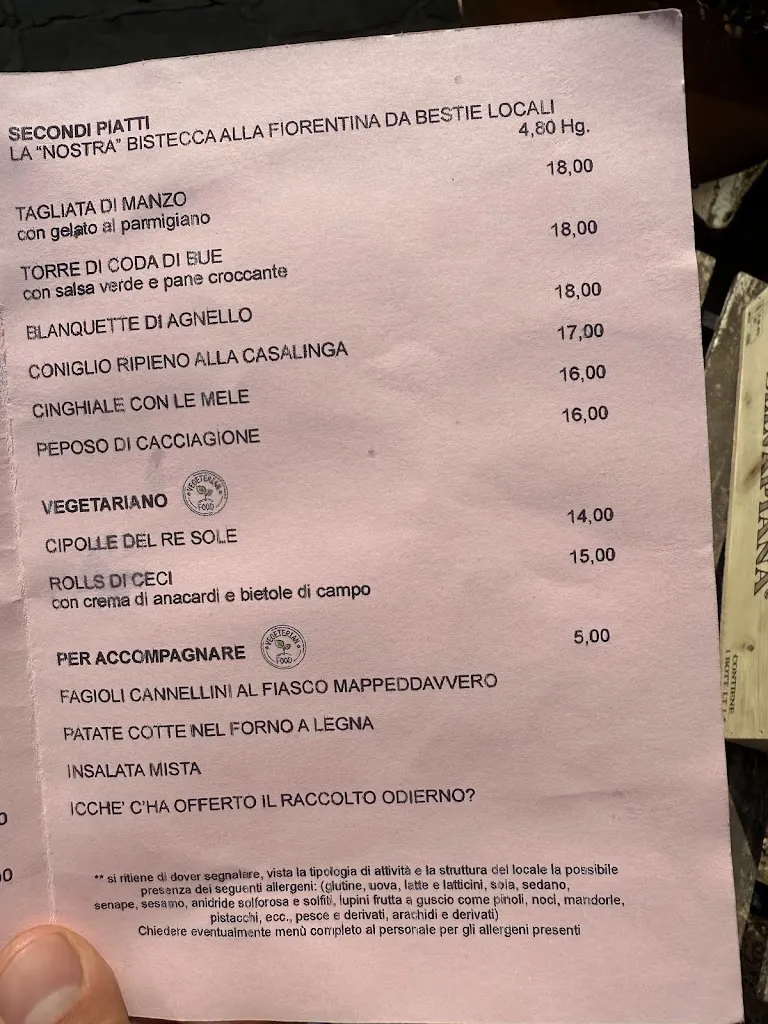 SECONDI PIATTI
LA "NOSTRA" BISTECCA ALLA FIORENTINA DA BESTIE LOCALI
4,80 Hg.
TAGLIATA DI MANZO 18,00
con gelato al parmigiano
TORRE DI CODA DI BUE 18,00
con salsa verde e pane croccante
BLANQUETTE DI AGNELLO 18,00
CONIGLIO RIPIENO ALLA CASALINGA 17,00
CINGHIALE CON LE MELE 16,00
PEPOSO DI CACCIAGIONE 16,00
VEGETARIANO
VEGETERIAN FOOD
CIPOLLE DEL RE SOLE 14,00
ROLLS DI CECI 15,00
con crema di anacardi e bietole di campo
PER ACCOMPAGNARE 5,00
VEGETERIAN FOOD
FAGIOLI CANNELLINI AL FIASCO MAPPEDDAVVERO
PATATE COTTE NEL FORNO A LEGNA
INSALATA MISTA
ICCHE' C'HA OFFERTO IL RACCOLTO ODIERNO?
** si ritiene di dover segnalare, vista la tipologia di attività e la struttura del locale la possibile
presenza dei seguenti allergeni: (glutine, uova, latte e latticini, soia, sedano,
senape, sesamo, anidride solforosa e solfiti, lupini frutta a guscio come pinoli, noci, mandorle,
pistacchi, ecc., pesce e derivati, arachidi e derivati)
Chiedere eventualmente menù completo al personale per gli allergeni presenti
CONTIENE